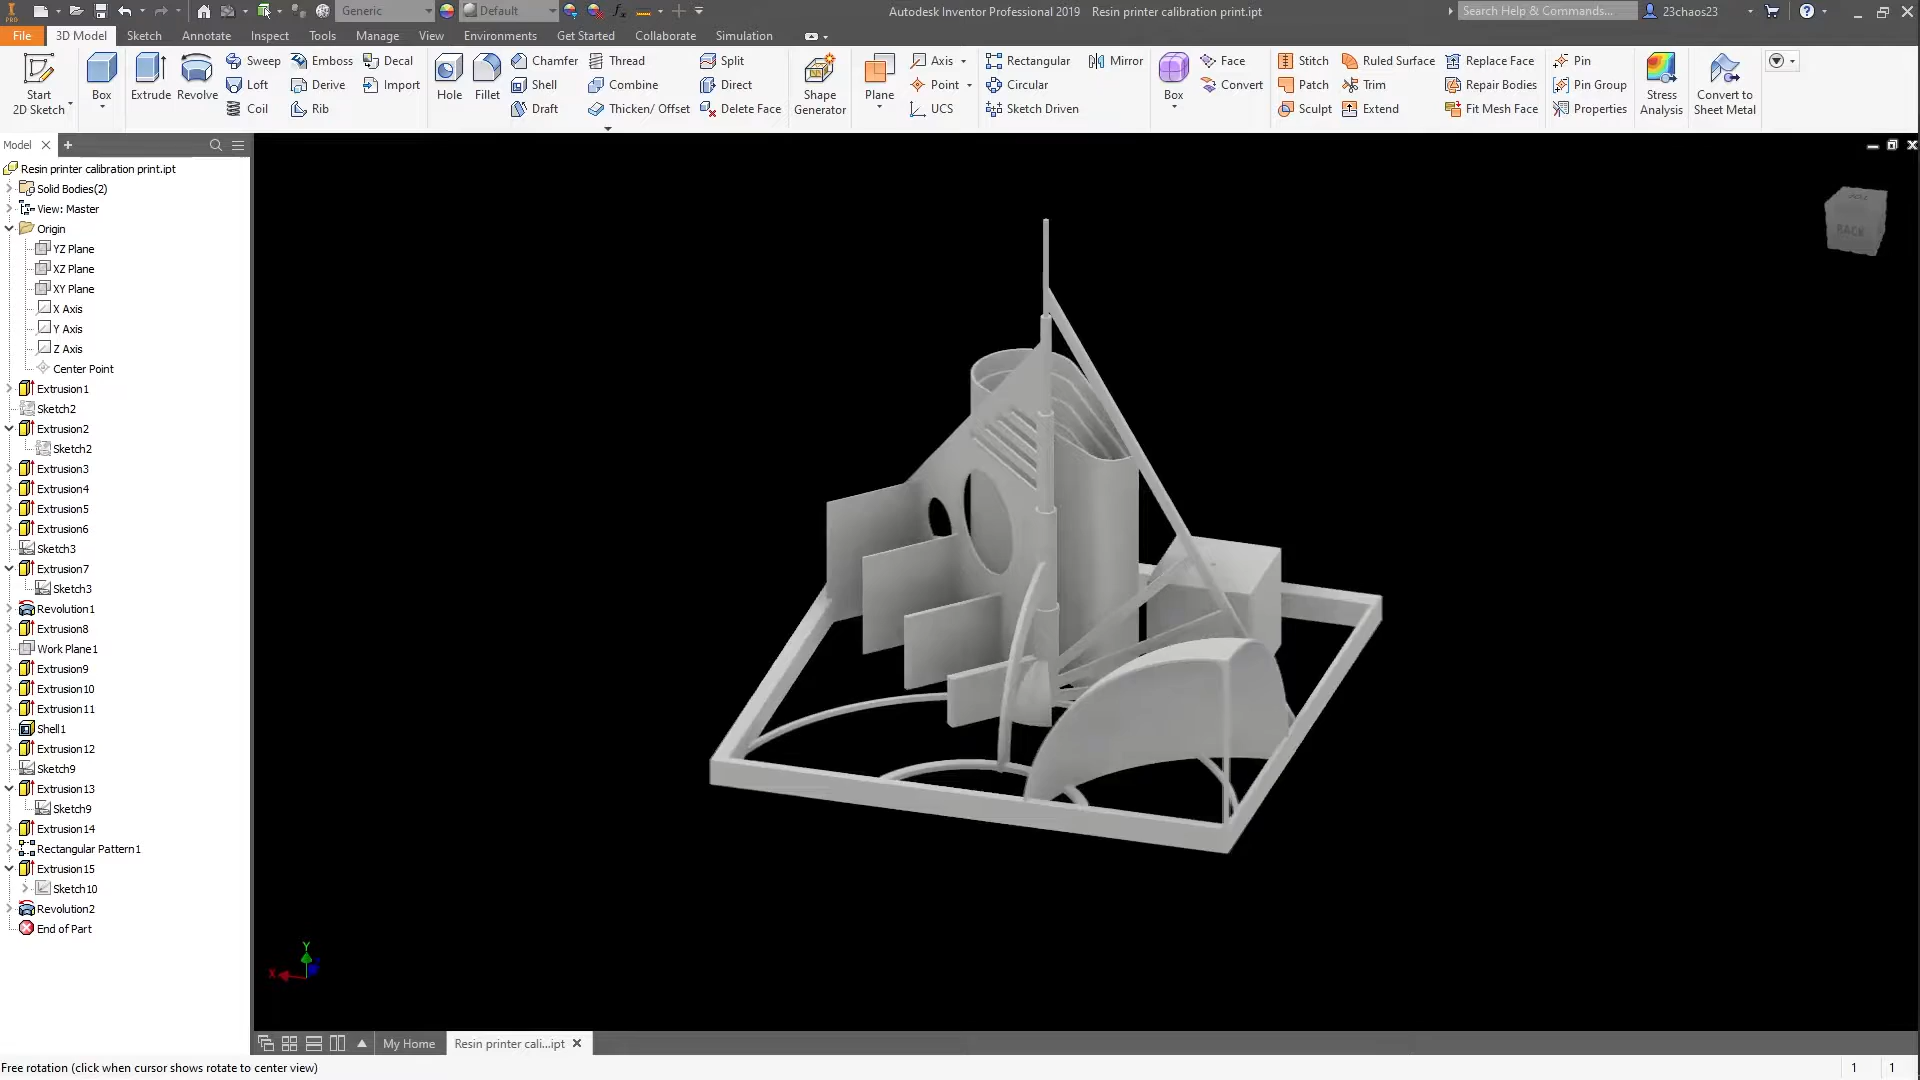 PRO
Generic
Default
fx
Autodesk Inventor Professional 2019 Resin printer calibration print.ipt
Search Help & Commands...
23chaos23
File
3D Model
Sketch
Annotate
Inspect
Tools
Manage
View
Environments
Get Started
Collaborate
Simulation
Start
2D Sketch
Box
Extrude
Revolve
Sweep
Loft
Coil
Emboss
Derive
Rib
Decal
Import
Hole
Fillet
Chamfer
Shell
Draft
Thread
Combine
Thicken/ Offset
Split
Direct
Delete Face
Shape
Generator
Plane
Axis
Point
UCS
Rectangular
Circular
Sketch Driven
Mirror
Box
Face
Convert
Stitch
Patch
Sculpt
Ruled Surface
Trim
Extend
Replace Face
Repair Bodies
Fit Mesh Face
Pin
Pin Group
Properties
Stress
Analysis
Convert to
Sheet Metal
Model
Resin printer calibration print.ipt
Solid Bodies(2)
View: Master
Origin
YZ Plane
XZ Plane
XY Plane
X Axis
Y Axis
Z Axis
Center Point
Extrusion1
Sketch2
Extrusion2
Sketch2
Extrusion3
Extrusion4
Extrusion5
Extrusion6
Sketch3
Extrusion7
Sketch3
Revolution1
Extrusion8
Work Plane1
Extrusion9
Extrusion10
Extrusion11
Shell1
Extrusion12
Sketch9
Extrusion13
Sketch9
Extrusion14
Rectangular Pattern1
Extrusion15
Sketch10
Revolution2
End of Part
BACK
Y
X
My Home
Resin printer cali...ipt
Free rotation (click when cursor shows rotate to center view)
1
1